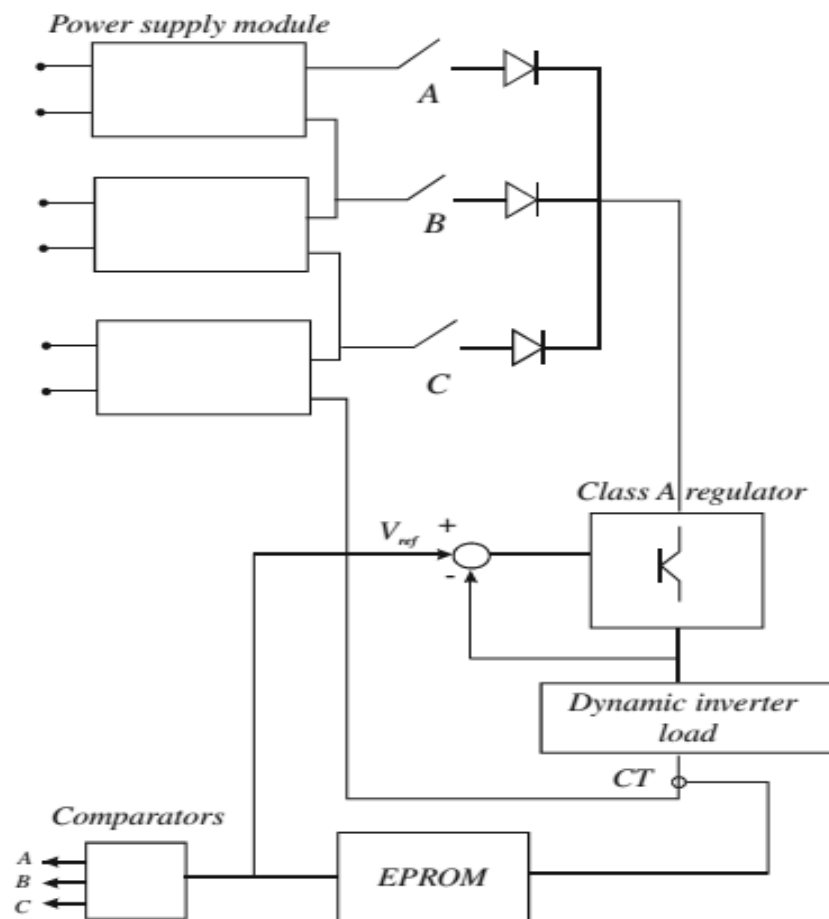 Power supply module
A
B
C
Class A regulator
V_ref
+
-
Dynamic inverter
load
CT
Comparators
A
B
C
EPROM